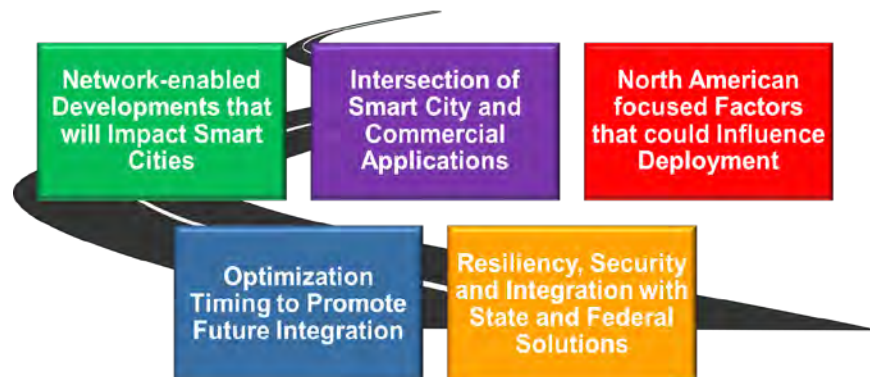 Network-enabled
Developments that
will Impact Smart
Cities
Intersection of
Smart City and
Commercial
Applications
North American
focused Factors
that could Influence
Deployment
Optimization
Timing to Promote
Future Integration
Resiliency, Security
and Integration with
State and Federal
Solutions